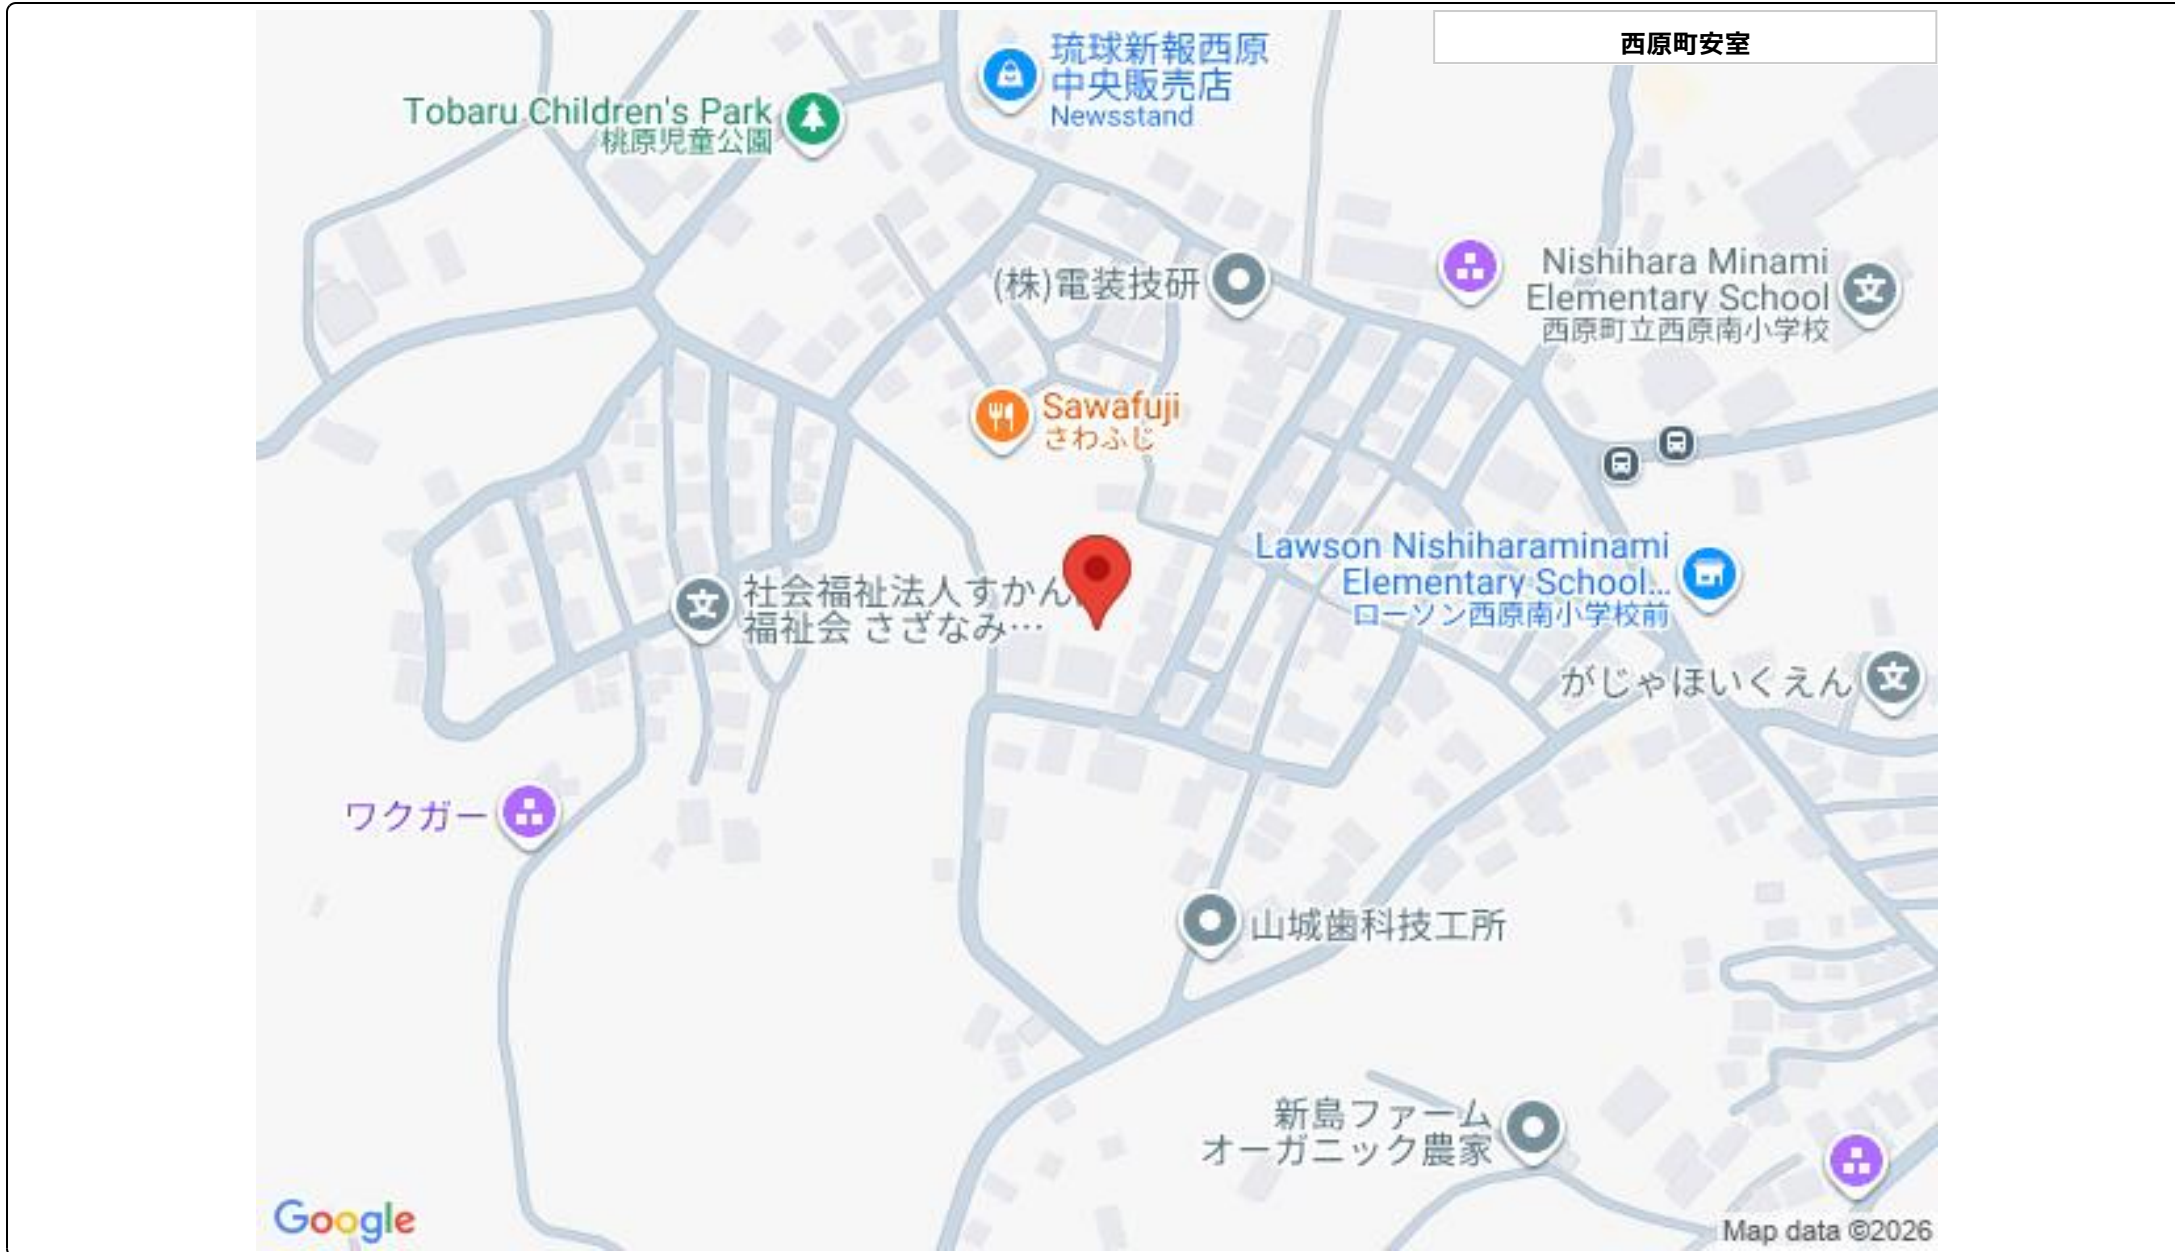 西原町安室
琉球新報西原
中央販売店
Newsstand
Tobaru Children's Park
桃原児童公園
Nishihara Minami
Elementary School
西原町立西原南小学校
(株)電装技研
Sawafuji
さわふじ
Lawson Nishiharaminami
Elementary School...
ローソン西原南小学校前
社会福祉法人すかん
福祉会 さざなみ…
がじゃほいくえん
ワクガー
山城歯科技工所
新島ファーム
オーガニック農家
Google
Map data ©2026